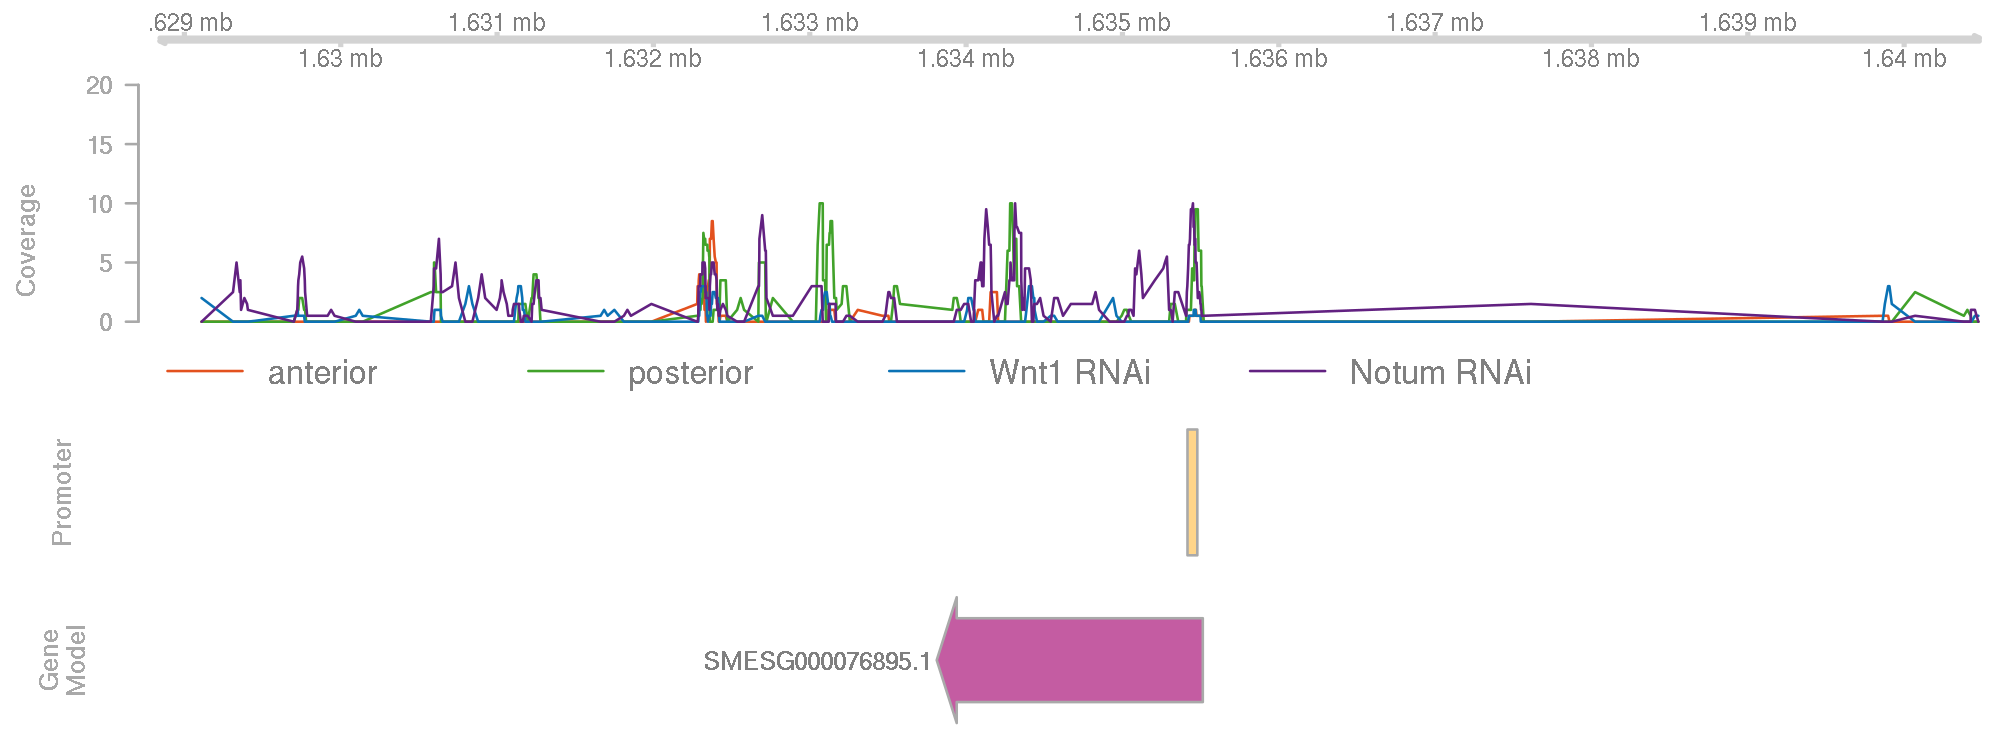 .629 mb 1.631 mb 1.633 mb 1.635 mb 1.637 mb 1.639 mb
1.63 mb 1.632 mb 1.634 mb 1.636 mb 1.638 mb 1.64 mb
Coverage
20
15
10
5
0
anterior posterior Wnt1 RNAi Notum RNAi
Promoter
Gene
Model
SMESG000076895.1